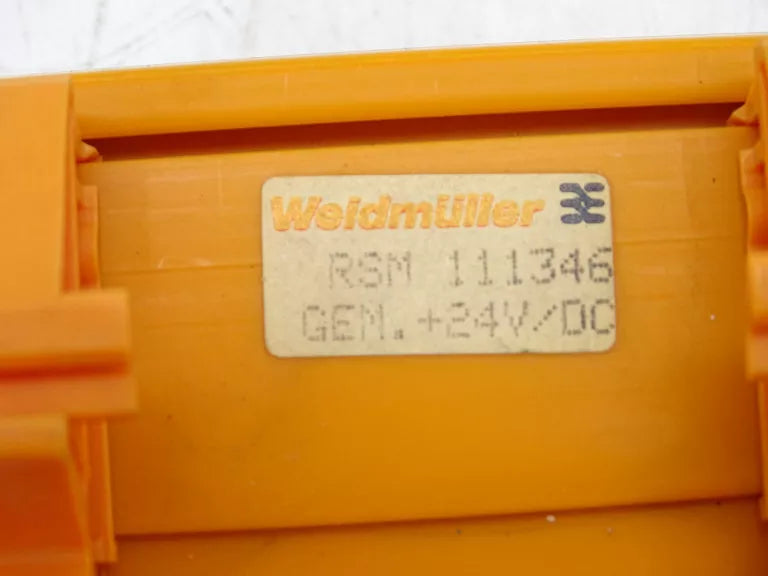 Weidmüller
RSM 111346
GEM. +24V/DC